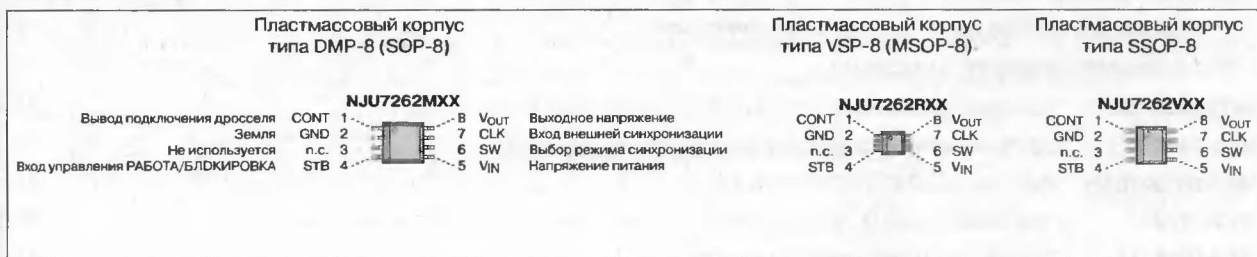 Пластмассовый корпус
типа DMP-8 (SOP-8)
NJU7262MXX
Вывод подключения дросселя CONT 1 8 VOUT Выходное напряжение
Земля GND 2 7 CLK Вход внешней синхронизации
Не используется n.c. 3 6 SW Выбор режима синхронизации
Вход управления РАБОТА/БЛОКИРОВКА STB 4 5 VIN Напряжение питания
Пластмассовый корпус
типа VSP-8 (MSOP-8)
NJU7262RXX
CONT 1 8 VOUT
GND 2 7 CLK
n.c. 3 6 SW
STB 4 5 VIN
Пластмассовый корпус
типа SSOP-8
NJU7262VXX
CONT 1 8 VOUT
GND 2 7 CLK
n.c. 3 6 SW
STB 4 5 VIN